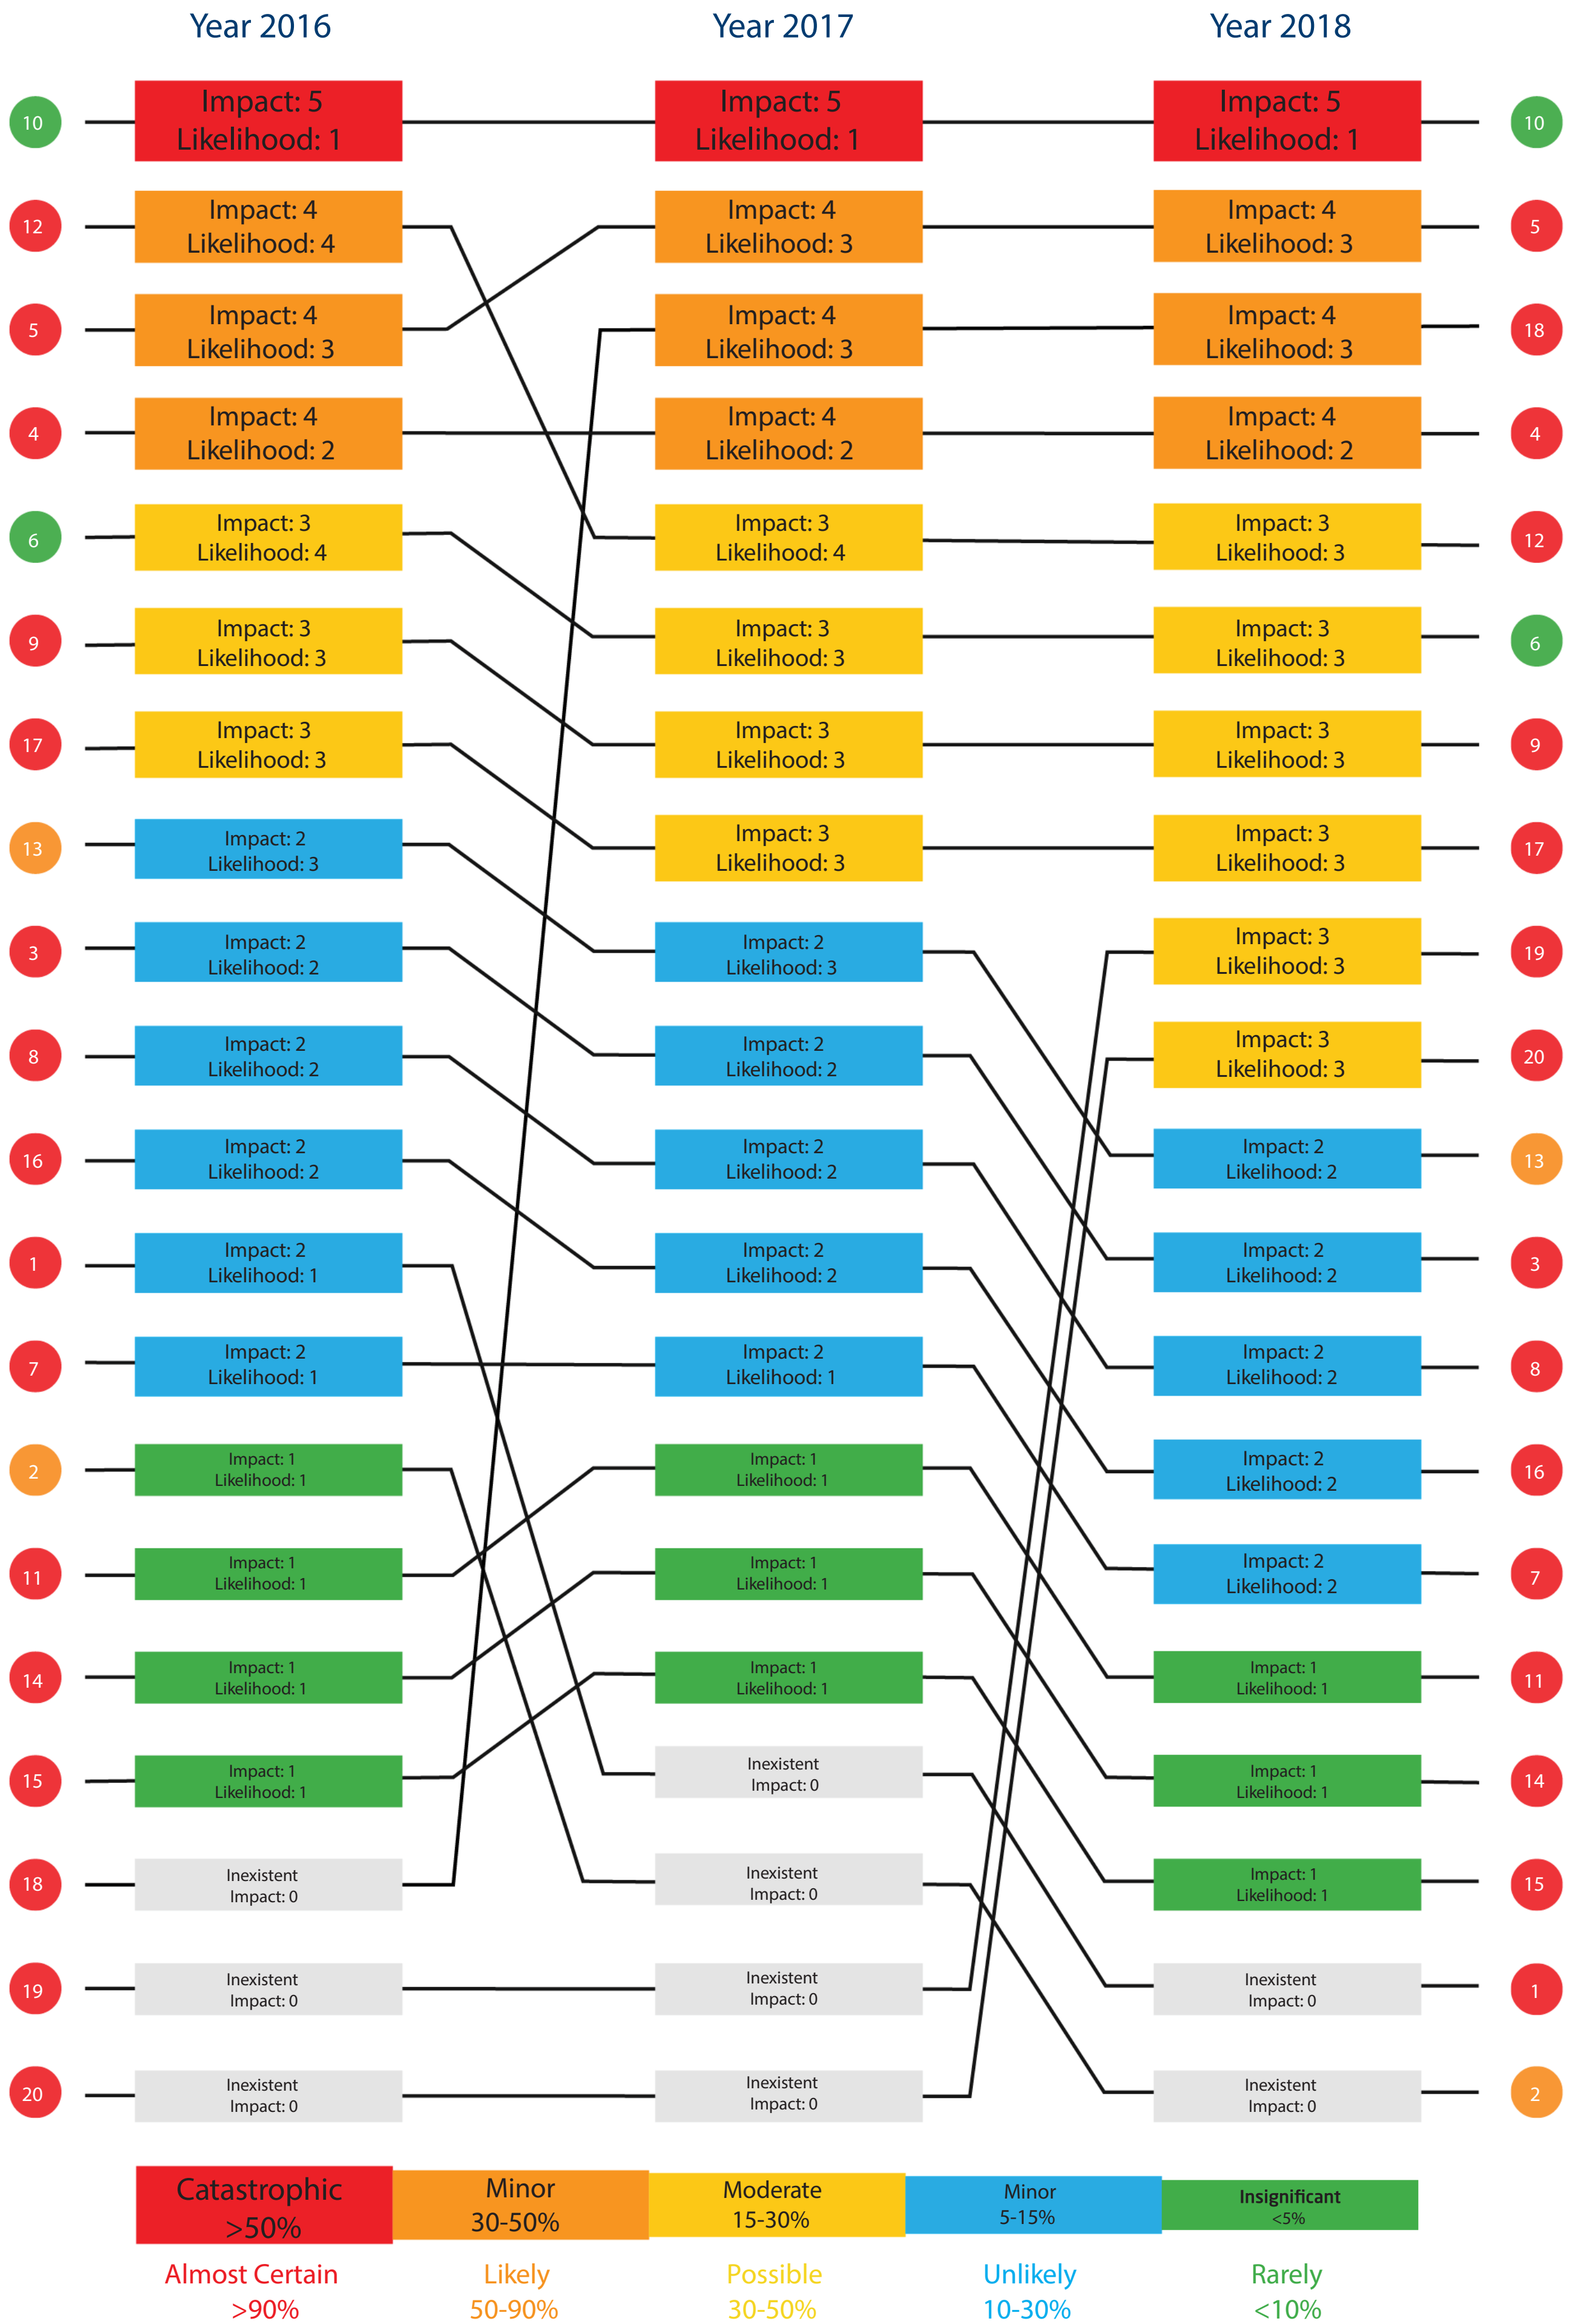 Year 2016 Year 2017 Year 2018
10 Impact: 5 Impact: 5 Impact: 5 10
Likelihood: 1 Likelihood: 1 Likelihood: 1
12 Impact: 4 Impact: 4 Impact: 4 5
Likelihood: 4 Likelihood: 3 Likelihood: 3
5 Impact: 4 Impact: 4 Impact: 4 18
Likelihood: 3 Likelihood: 3 Likelihood: 3
4 Impact: 4 Impact: 4 Impact: 4 4
Likelihood: 2 Likelihood: 2 Likelihood: 2
6 Impact: 3 Impact: 3 Impact: 3 12
Likelihood: 4 Likelihood: 4 Likelihood: 3
9 Impact: 3 Impact: 3 Impact: 3 6
Likelihood: 3 Likelihood: 3 Likelihood: 3
17 Impact: 3 Impact: 3 Impact: 3 9
Likelihood: 3 Likelihood: 3 Likelihood: 3
13 Impact: 2 Impact: 3 Impact: 3 17
Likelihood: 3 Likelihood: 3 Likelihood: 3
3 Impact: 2 Impact: 2 Impact: 3 19
Likelihood: 2 Likelihood: 3 Likelihood: 3
8 Impact: 2 Impact: 2 Impact: 3 20
Likelihood: 2 Likelihood: 2 Likelihood: 3
16 Impact: 2 Impact: 2 Impact: 2 13
Likelihood: 2 Likelihood: 2 Likelihood: 2
1 Impact: 2 Impact: 2 Impact: 2 3
Likelihood: 1 Likelihood: 2 Likelihood: 2
7 Impact: 2 Impact: 2 Impact: 2 8
Likelihood: 1 Likelihood: 1 Likelihood: 2
2 Impact: 1 Impact: 1 Impact: 2 16
Likelihood: 1 Likelihood: 1 Likelihood: 2
11 Impact: 1 Impact: 1 Impact: 2 7
Likelihood: 1 Likelihood: 1 Likelihood: 2
14 Impact: 1 Impact: 1 Impact: 1 11
Likelihood: 1 Likelihood: 1 Likelihood: 1
15 Impact: 1 Inexistent Impact: 1 14
Likelihood: 1 Impact: 0 Likelihood: 1
18 Inexistent Inexistent Impact: 1 15
Impact: 0 Impact: 0 Likelihood: 1
19 Inexistent Inexistent Inexistent 1
Impact: 0 Impact: 0 Impact: 0
20 Inexistent Inexistent Inexistent 2
Impact: 0 Impact: 0 Impact: 0
Catastrophic Minor Moderate Minor Insignificant
>50% 30-50% 15-30% 5-15% <5%
Almost Certain Likely Possible Unlikely Rarely
>90% 50-90% 30-50% 10-30% <10%